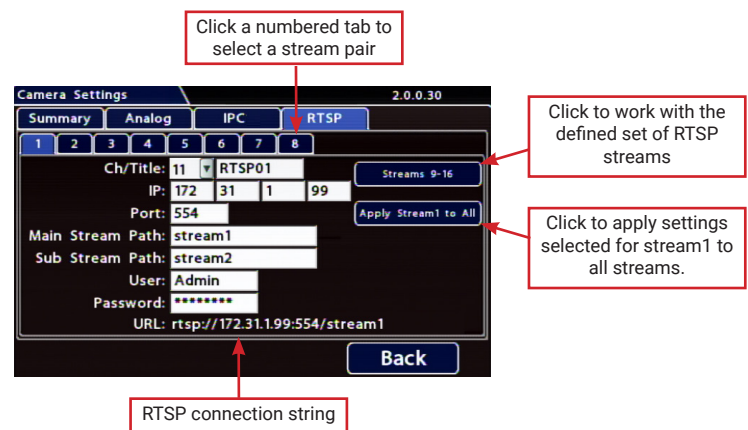 Click a numbered tab to
select a stream pair
Camera Settings
2.0.0.30
Summary
Analog
IPC
RTSP
1 2 3 4 5 6 7 8
Ch/Title: 11 RTSP01
Streams 9-16
IP: 172 31 1 99
Port: 554
Apply Stream1 to All
Main Stream Path: stream1
Sub Stream Path: stream2
User: Admin
Password: ********
URL: rtsp://172.31.1.99:554/stream1
Back
Click to work with the
defined set of RTSP
streams
Click to apply settings
selected for stream1 to
all streams.
RTSP connection string